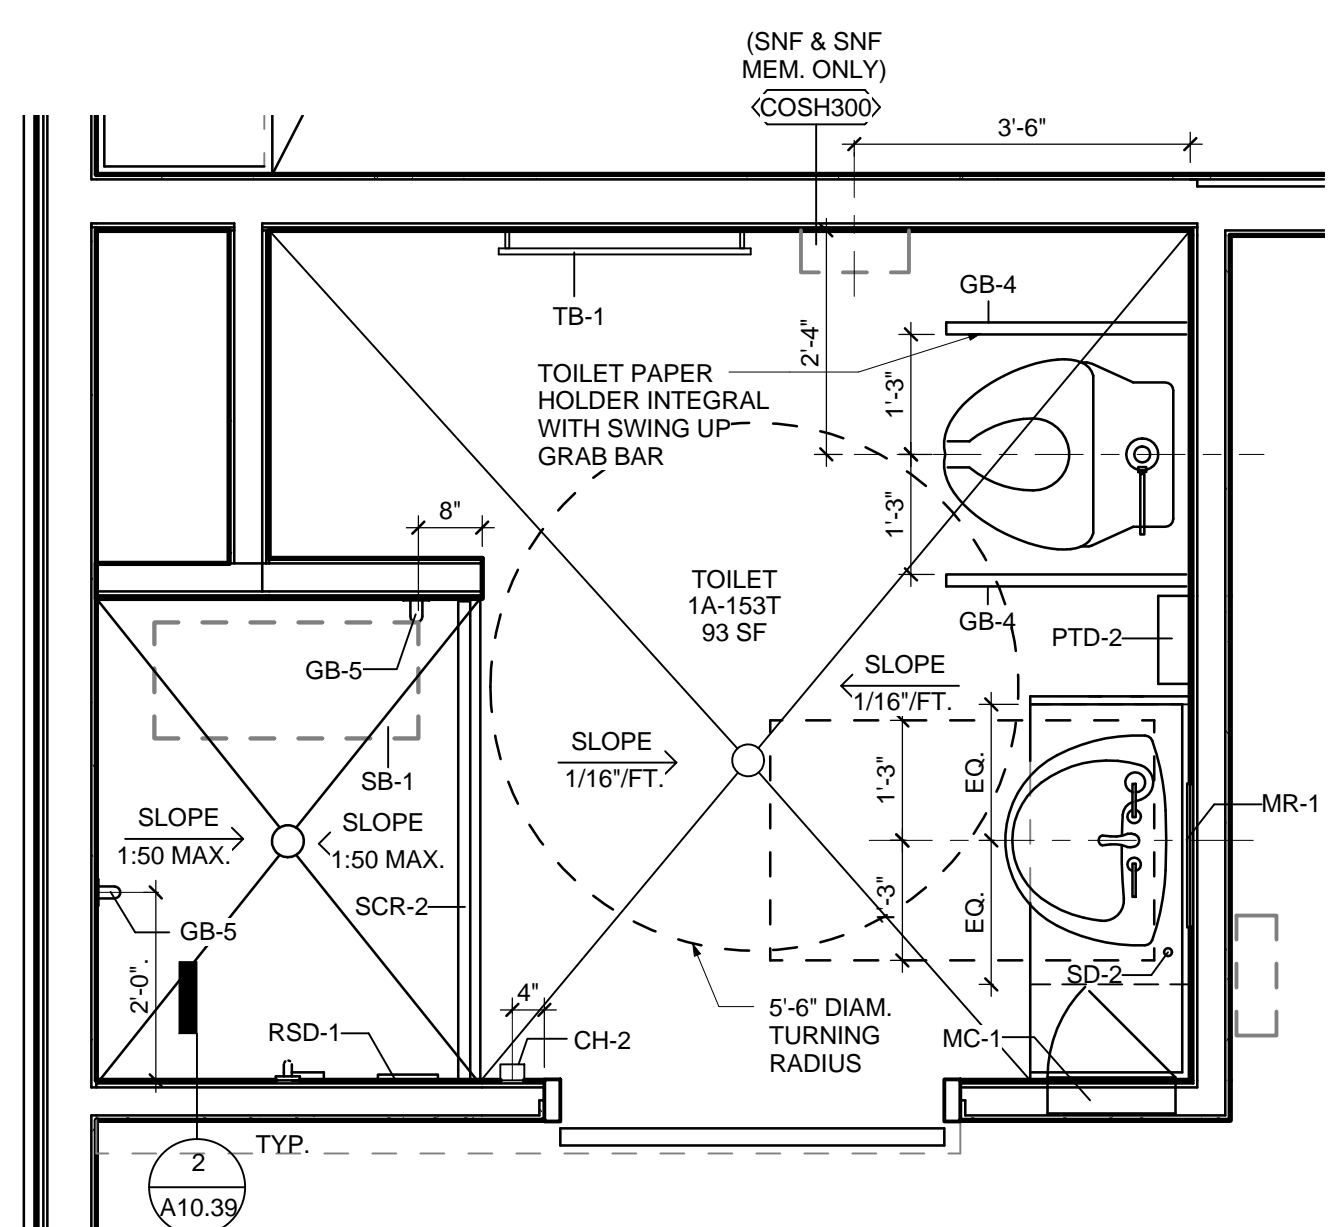 (SNF & SNF
MEM. ONLY)
COSH300
3'-6"
TB-1
GB-4
2'-4"
TOILET PAPER
HOLDER INTEGRAL
WITH SWING UP
GRAB BAR
1'-3"
1'-3"
8"
TOILET
1A-153T
93 SF
GB-4
PTD-2
GB-5
SLOPE
1/16"/FT.
SLOPE
1/16"/FT.
SB-1
1'-3"
EQ.
MR-1
SLOPE
1:50 MAX.
SLOPE
1:50 MAX.
SCR-2
GB-5
EQ.
2'-0".
SD-2
4"
RSD-1
CH-2
5'-6" DIAM.
TURNING
RADIUS
MC-1
TYP.
2
A10.39